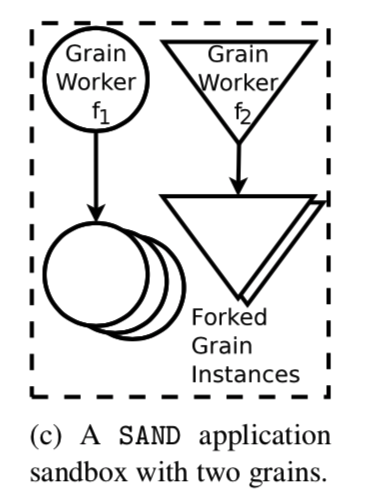 Grain
Worker
f1
Grain
Worker
f2
Forked
Grain
Instances
(c) A SAND application
sandbox with two grains.